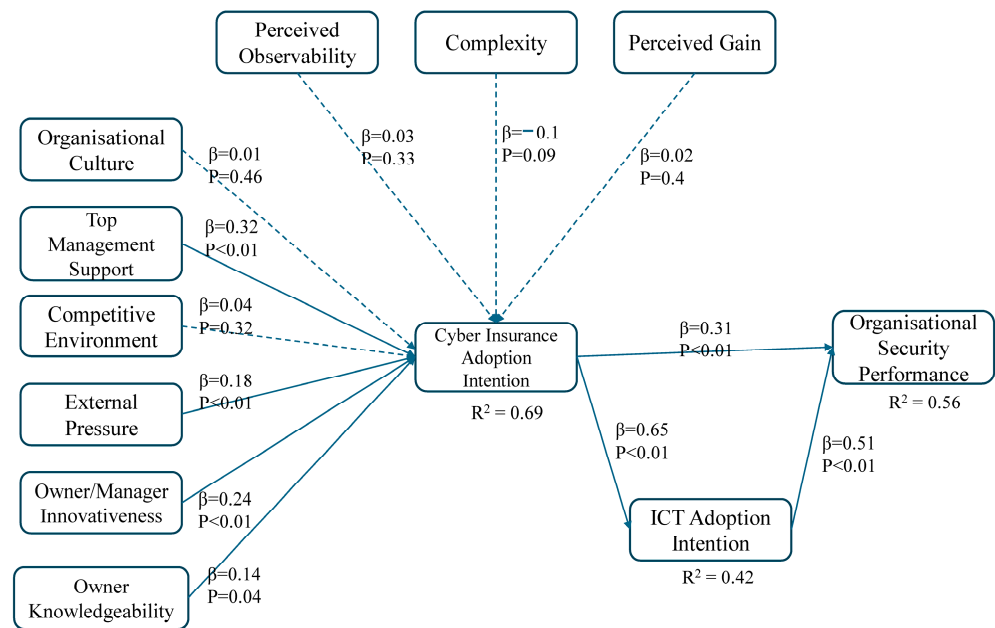 Perceived
Observability
Complexity
Perceived Gain
Organisational
Culture
β=0.01
P=0.46
β=0.03
P=0.33
β=−0.1
P=0.09
β=0.02
P=0.4
Top
Management
Support
β=0.32
P<0.01
Competitive
Environment
β=0.04
P=0.32
Cyber Insurance
Adoption
Intention
R² = 0.69
β=0.31
P<0.01
Organisational
Security
Performance
R² = 0.56
External
Pressure
β=0.18
P<0.01
β=0.65
P<0.01
β=0.51
P<0.01
Owner/Manager
Innovativeness
β=0.24
P<0.01
ICT Adoption
Intention
R² = 0.42
Owner
Knowledgeability
β=0.14
P=0.04